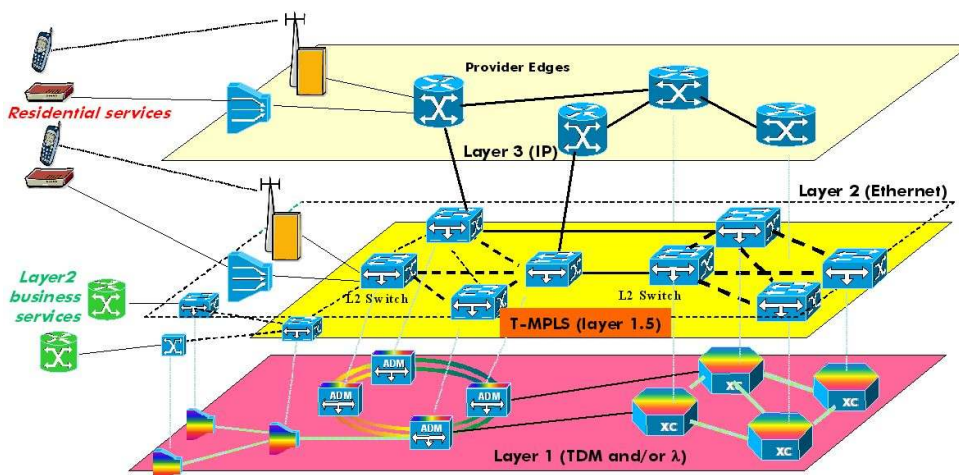 Provider Edges
Residential services
Layer 3 (IP)
Layer 2 (Ethernet)
Layer2
business
services
L2 Switch
L2 Switch
T-MPLS (layer 1.5)
ADM
ADM
ADM
ADM
XC
XC
XC
XC
Layer 1 (TDM and/or λ)